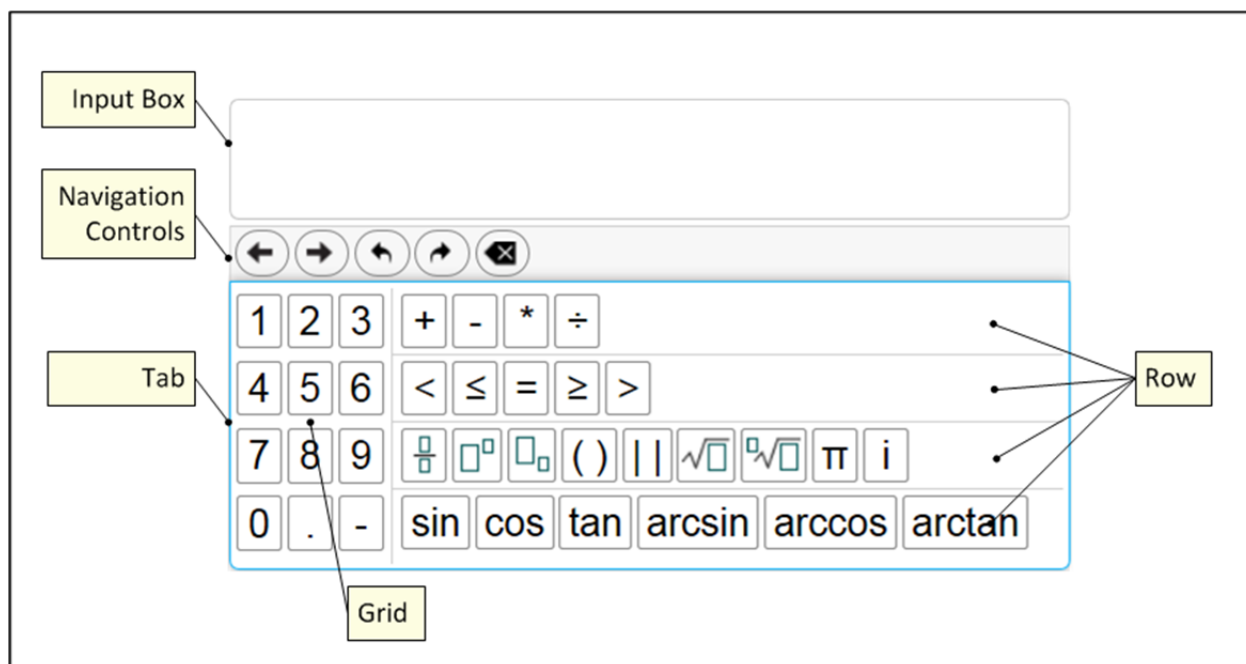 Input Box
Navigation
Controls
1 2 3 + - * ÷
Tab
4 5 6 < ≤ = ≥ >
Row
7 8 9 ( ) | | √ √ π i
0 . - sin cos tan arcsin arccos arctan
Grid